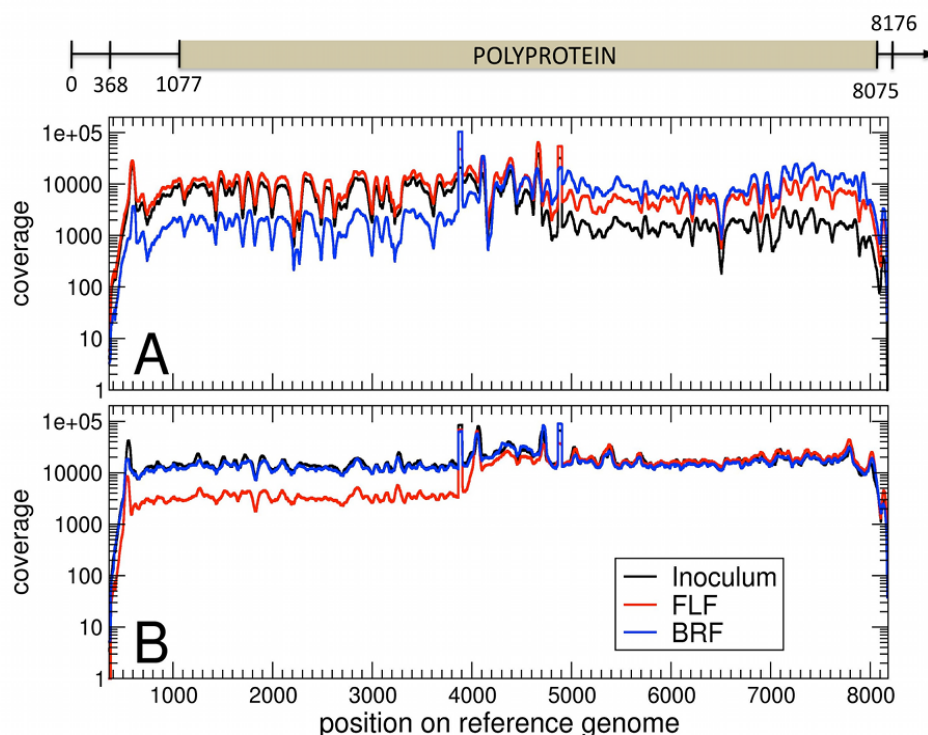 8176
POLYPROTEIN
0 368 1077 8075
1e+05
10000
1000
100
10
1
coverage
A
1e+05
10000
1000
100
10
1
coverage
B
Inoculum
FLF
BRF
1000 2000 3000 4000 5000 6000 7000 8000
position on reference genome